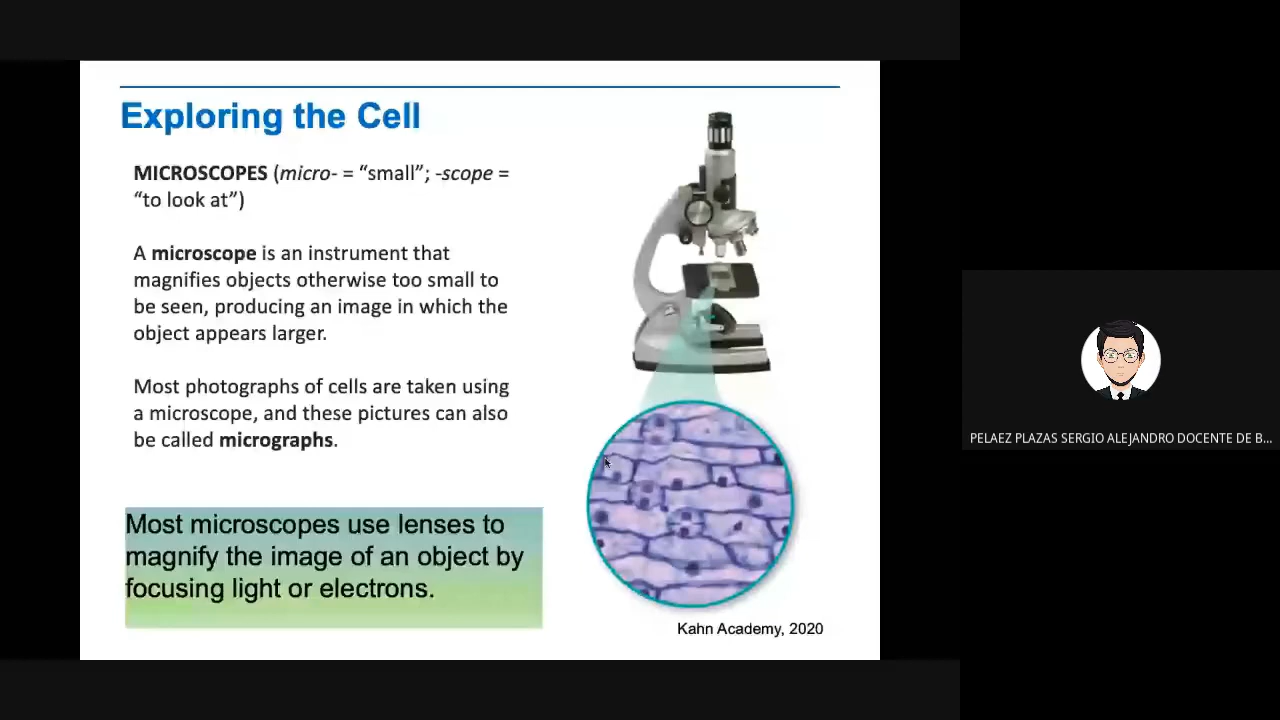 Exploring the Cell
MICROSCOPES (micro- = “small”; -scope =
“to look at”)
A microscope is an instrument that
magnifies objects otherwise too small to
be seen, producing an image in which the
object appears larger.
Most photographs of cells are taken using
a microscope, and these pictures can also
be called micrographs.
Most microscopes use lenses to
magnify the image of an object by
focusing light or electrons.
Kahn Academy, 2020
PELAEZ PLAZAS SERGIO ALEJANDRO DOCENTE DE B...